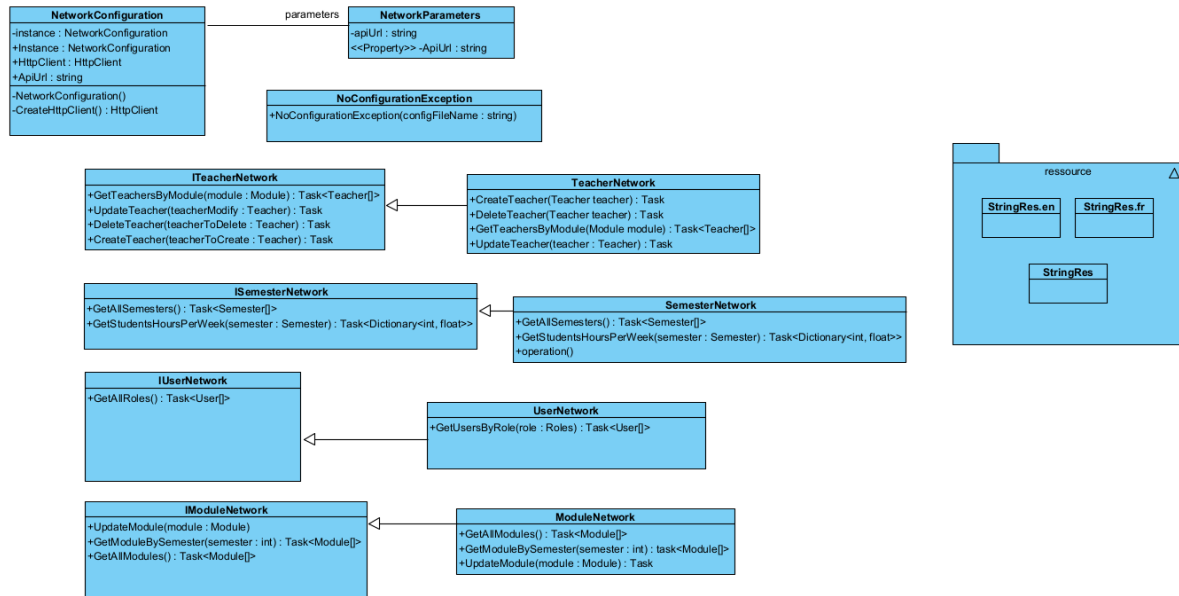 NetworkConfiguration
-instance : NetworkConfiguration
+Instance : NetworkConfiguration
+HttpClient : HttpClient
+ApiUrl : string
-NetworkConfiguration()
-CreateHttpClient() : HttpClient
parameters
NetworkParameters
-apiUrl : string
<<Property>> -ApiUrl : string
NoConfigurationException
+NoConfigurationException(configFileName : string)
ITeacherNetwork
+GetTeachersByModule(module : Module) : Task<Teacher[]>
+UpdateTeacher(teacherModify : Teacher) : Task
+DeleteTeacher(teacherToDelete : Teacher) : Task
+CreateTeacher(teacherToCreate : Teacher) : Task
TeacherNetwork
+CreateTeacher(Teacher teacher) : Task
+DeleteTeacher(Teacher teacher) : Task
+GetTeachersByModule(Module module) : Task<Teacher[]>
+UpdateTeacher(teacher : Teacher) : Task
ISemesterNetwork
+GetAllSemesters() : Task<Semester[]>
+GetStudentsHoursPerWeek(semester : Semester) : Task<Dictionary<int, float>>
SemesterNetwork
+GetAllSemesters() : Task<Semester[]>
+GetStudentsHoursPerWeek(semester : Semester) : Task<Dictionary<int, float>>
+operation()
IUserNetwork
+GetAllRoles() : Task<User[]>
UserNetwork
+GetUsersByRole(role : Roles) : Task<User[]>
IModuleNetwork
+UpdateModule(module : Module)
+GetModuleBySemester(semester : int) : Task<Module[]>
+GetAllModules() : Task<Module[]>
ModuleNetwork
+GetAllModules() : Task<Module[]>
+GetModuleBySemester(semester : int) : task<Module[]>
+UpdateModule(module : Module) : Task
ressource
StringRes.en
StringRes.fr
StringRes